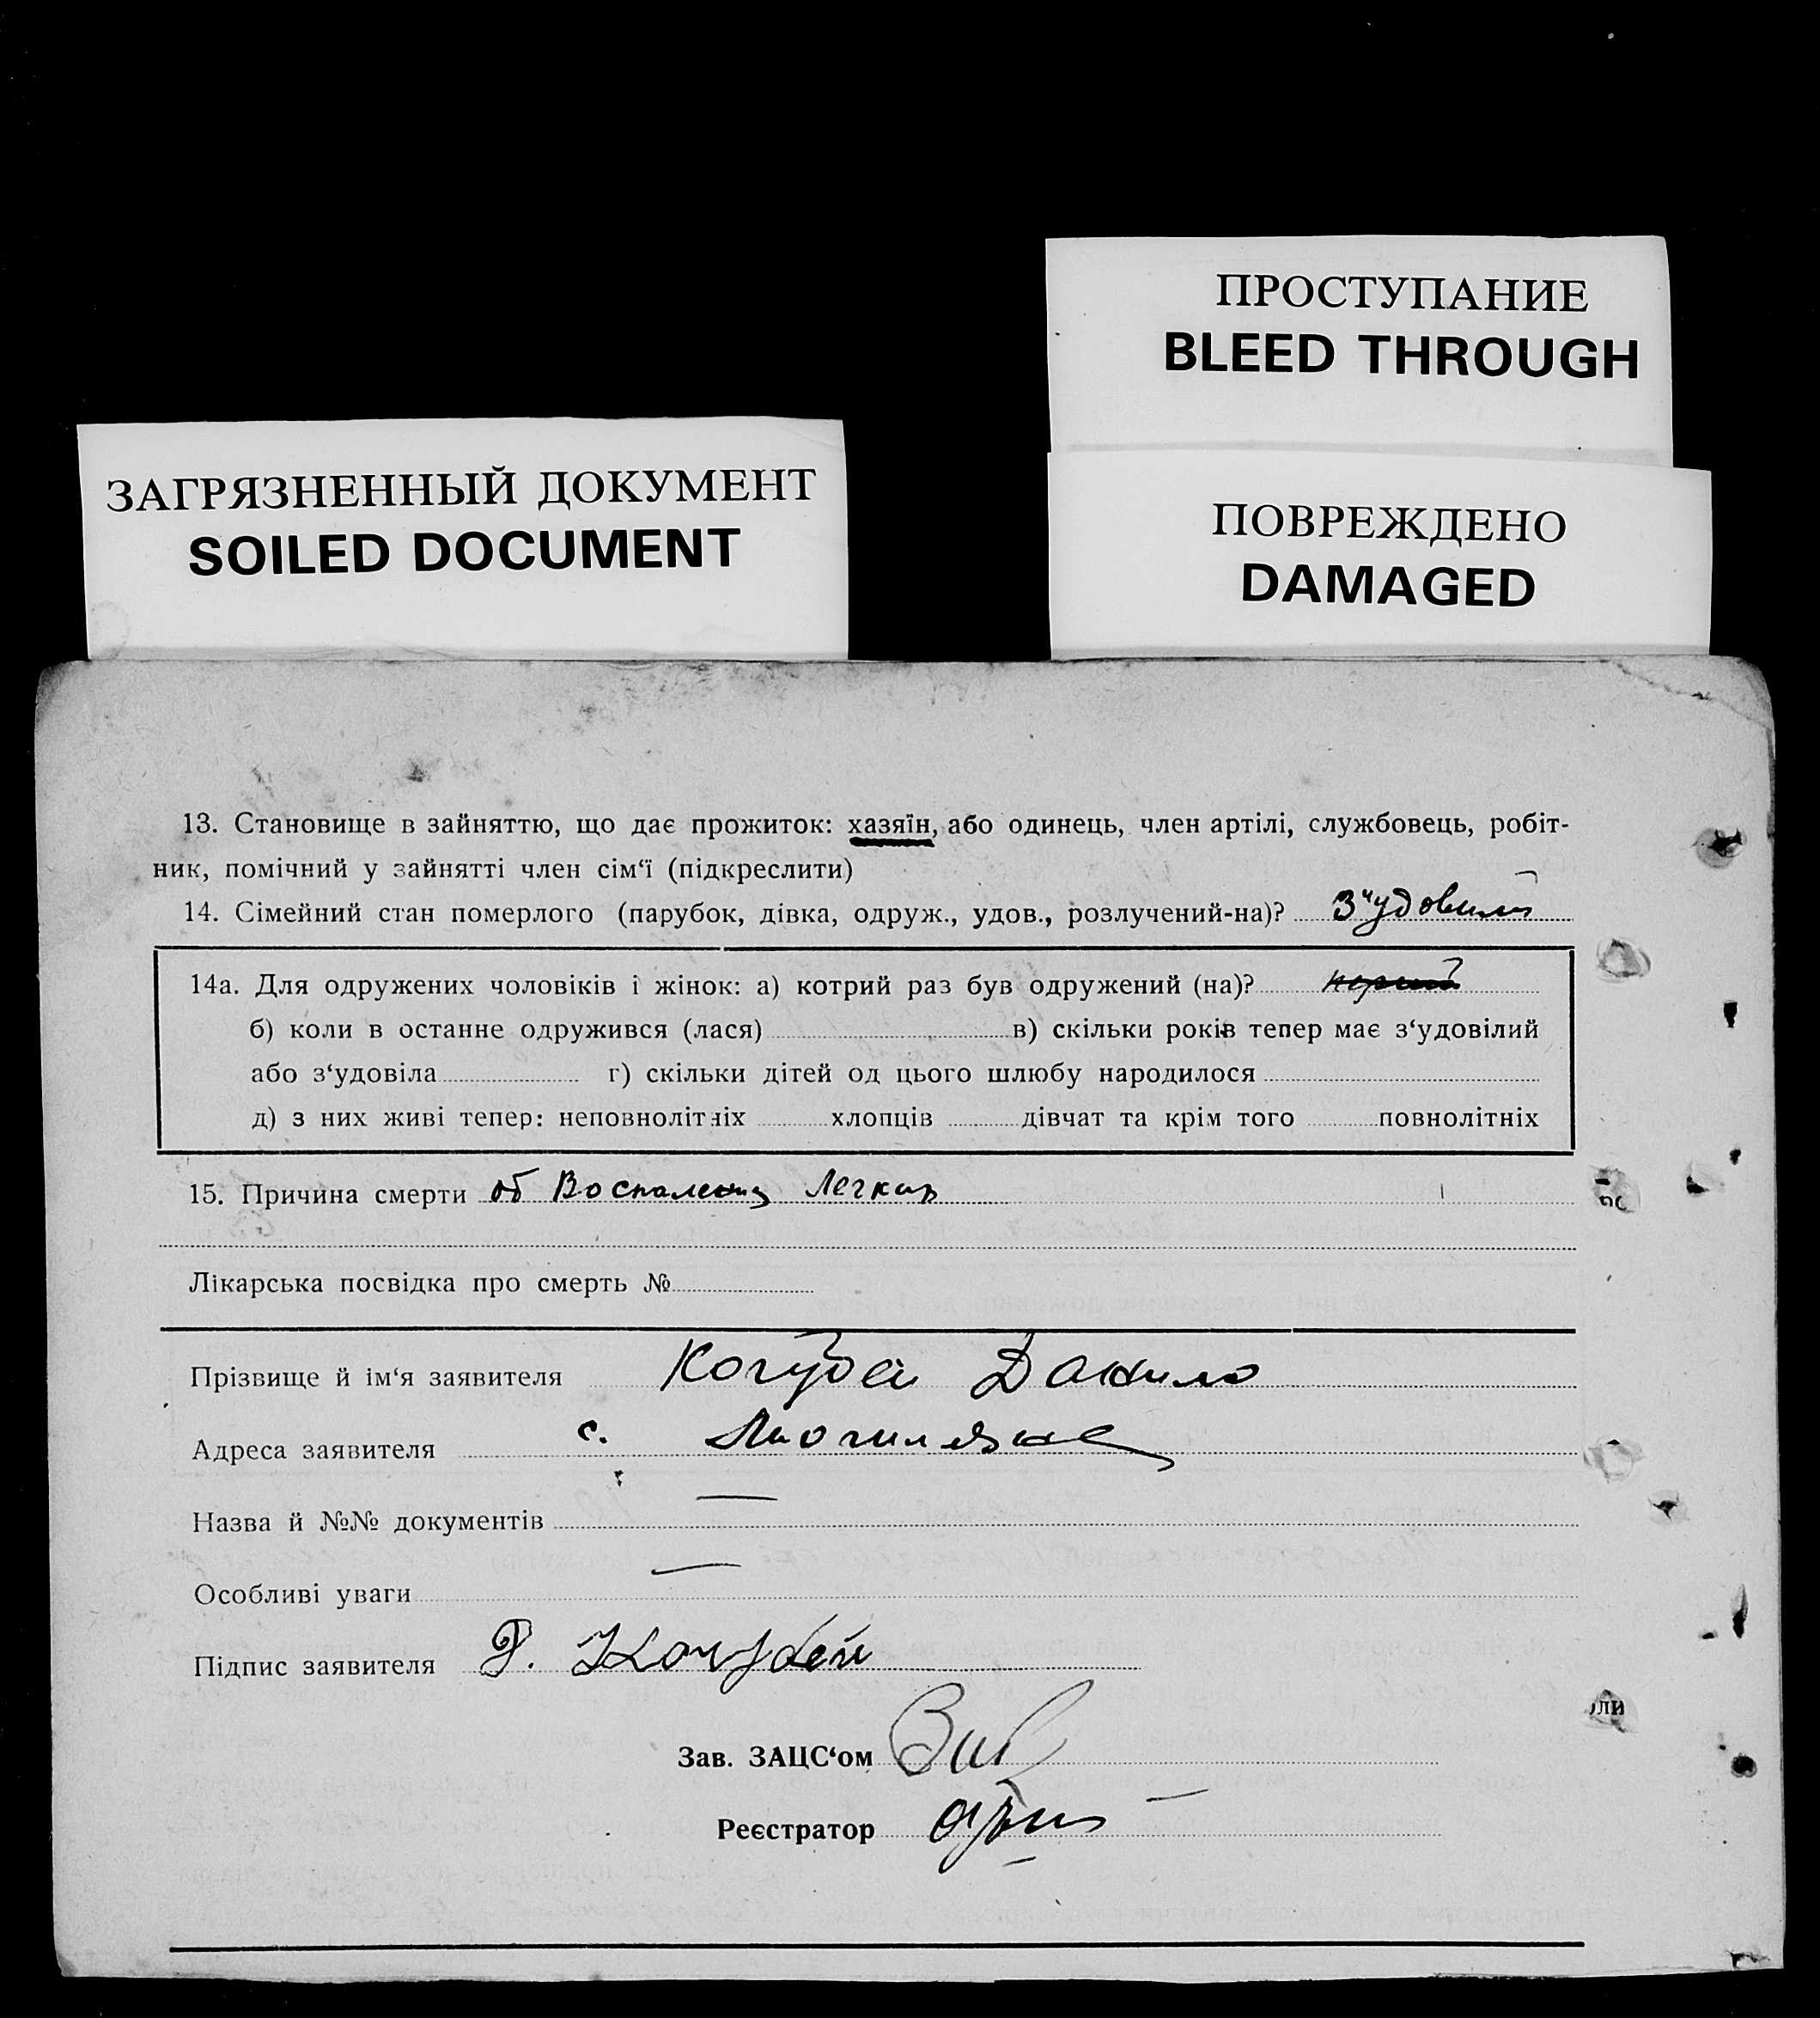 ПРОСТУПАНИЕ
BLEED THROUGH
ЗАГРЯЗНЕННЫЙ ДОКУМЕНТ
SOILED DOCUMENT
ПОВРЕЖДЕНО
DAMAGED
13. Становище в зайняттю, що дає прожиток: хазяїн, або одинець, член артілі, службовець, робіт-
ник, помічний у зайнятті член сім‘ї (підкреслити)
14. Сімейний стан померлого (парубок, дівка, одруж., удов., розлучений-на)? З"удовилий
14а. Для одружених чоловіків і жінок: а) котрий раз був одружений (на)?
б) коли в останне одружився (лася) в) скільки років тепер має з‘удовілий
або з‘удовіла г) скільки дітей од цього шлюбу народилося
д) з них живі тепер: неповнолітніх хлопців дівчат та крім того повнолітніх
15. Причина смерти от Воспаления Легких
Лікарська посвідка про смерть №
Прізвище й ім‘я заявителя Кочубей Данило
Адреса заявителя с.
Назва й №№ документів —
Особливі уваги —
Підпис заявителя Кочубей
Зав. ЗАЦС‘ом
Реєстратор
оли